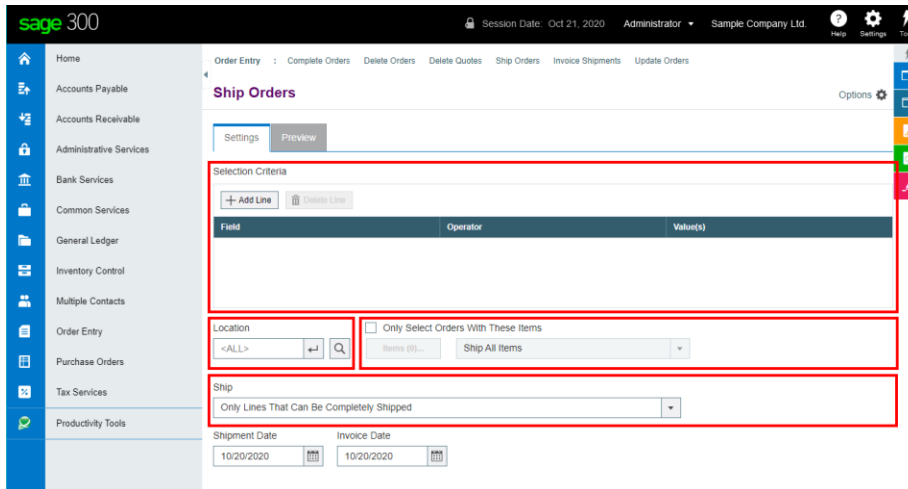 sage 300
Session Date: Oct 21, 2020 Administrator Sample Company Ltd.
Help Settings
Home
Accounts Payable
Accounts Receivable
Administrative Services
Bank Services
Common Services
General Ledger
Inventory Control
Multiple Contacts
Order Entry
Purchase Orders
Tax Services
Productivity Tools
Order Entry : Complete Orders Delete Orders Delete Quotes Ship Orders Invoice Shipments Update Orders
Ship Orders
Options
Settings Preview
Selection Criteria
+ Add Line Delete Line
Field Operator Value(s)
Location
<ALL>
Only Select Orders With These Items
Items (0)... Ship All Items
Ship
Only Lines That Can Be Completely Shipped
Shipment Date Invoice Date
10/20/2020 10/20/2020